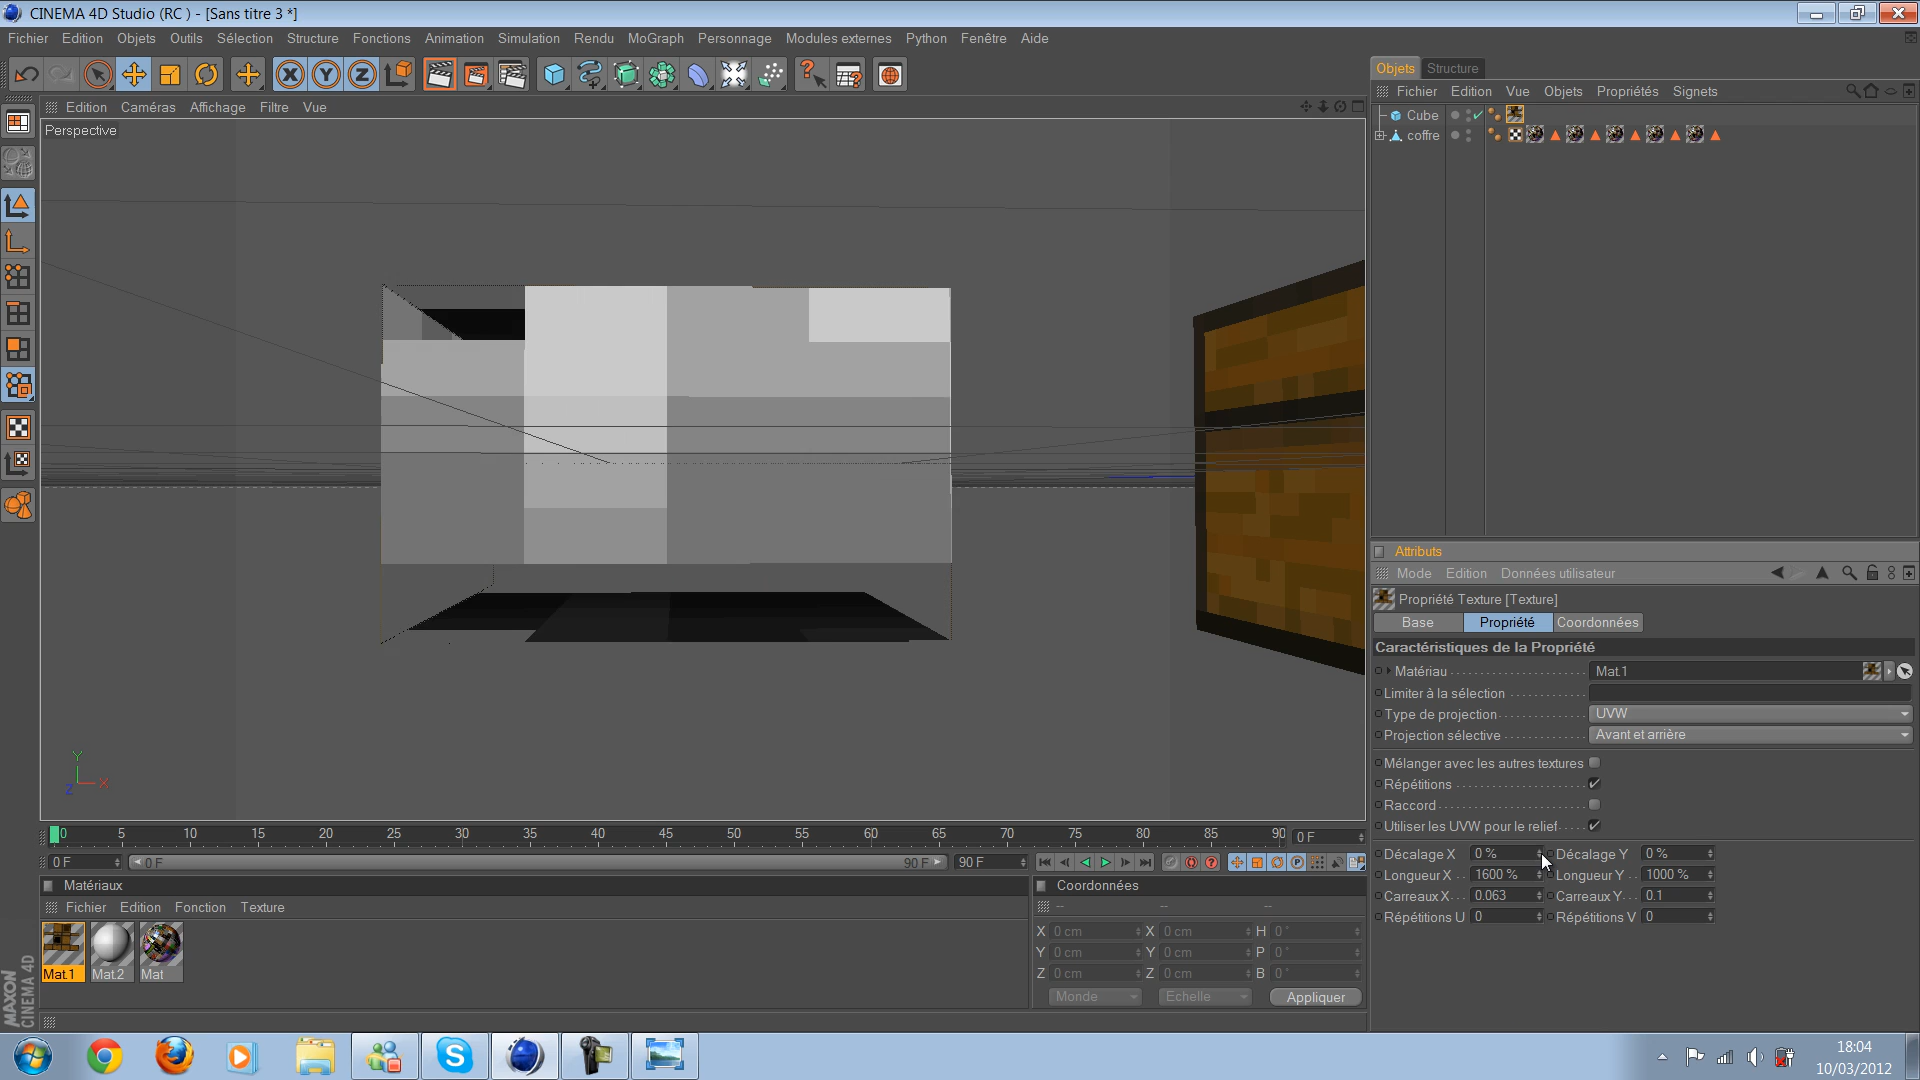 CINEMA 4D Studio (RC ) - [Sans titre 3 *]
Fichier Edition Objets Outils Sélection Structure Fonctions Animation Simulation Rendu MoGraph Personnage Modules externes Python Fenêtre Aide
Edition Caméras Affichage Filtre Vue
Perspective
Y
X
Z
0 5 10 15 20 25 30 35 40 45 50 55 60 65 70 75 80 85 90 0 F
0 F 0 F 90 F 90 F
Matériaux
Fichier Edition Fonction Texture
Mat.1 Mat.2 Mat
MAXON
CINEMA 4D
Coordonnées
-- -- --
X 0 cm X 0 cm H 0 °
Y 0 cm Y 0 cm P 0 °
Z 0 cm Z 0 cm B 0 °
Monde Echelle Appliquer
Objets Structure
Fichier Edition Vue Objets Propriétés Signets
Cube
coffre
Attributs
Mode Edition Données utilisateur
Propriété Texture [Texture]
Base Propriété Coordonnées
Caractéristiques de la Propriété
Matériau Mat.1
Limiter à la sélection
Type de projection UVW
Projection sélective Avant et arrière
Mélanger avec les autres textures
Répétitions
Raccord
Utiliser les UVW pour le relief
Décalage X 0 % Décalage Y 0 %
Longueur X 1600 % Longueur Y 1000 %
Carreaux X 0.063 Carreaux Y 0.1
Répétitions U 0 Répétitions V 0
18:04
10/03/2012